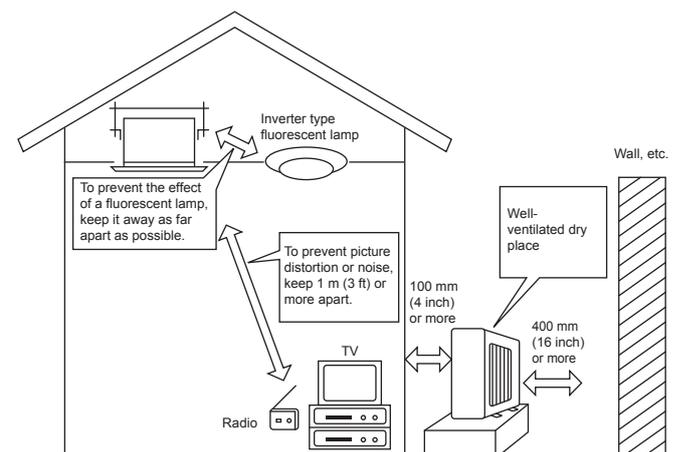 Inverter type
fluorescent lamp
Wall, etc.
To prevent the effect
of a fluorescent lamp,
keep it away as far
apart as possible.
Well-
ventilated dry
place
To prevent picture
distortion or noise,
keep 1 m (3 ft) or
more apart.
100 mm
(4 inch)
or more
400 mm
(16 inch)
or more
TV
Radio